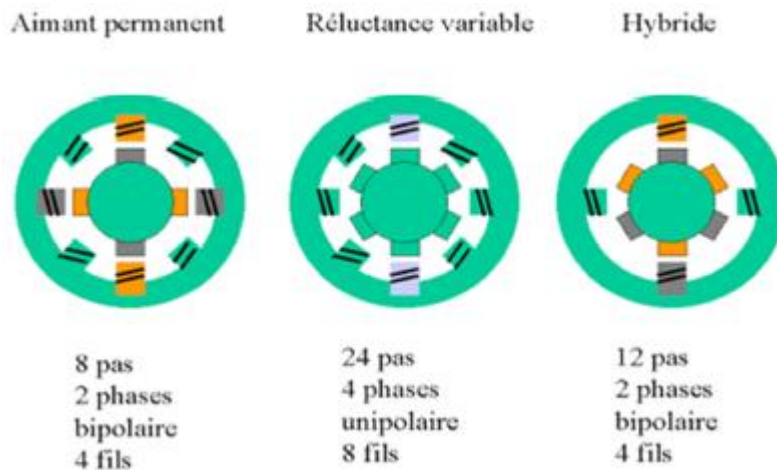 Aimant permanent
Réluctance variable
Hybride
8 pas
2 phases
bipolaire
4 fils
24 pas
4 phases
unipolaire
8 fils
12 pas
2 phases
bipolaire
4 fils